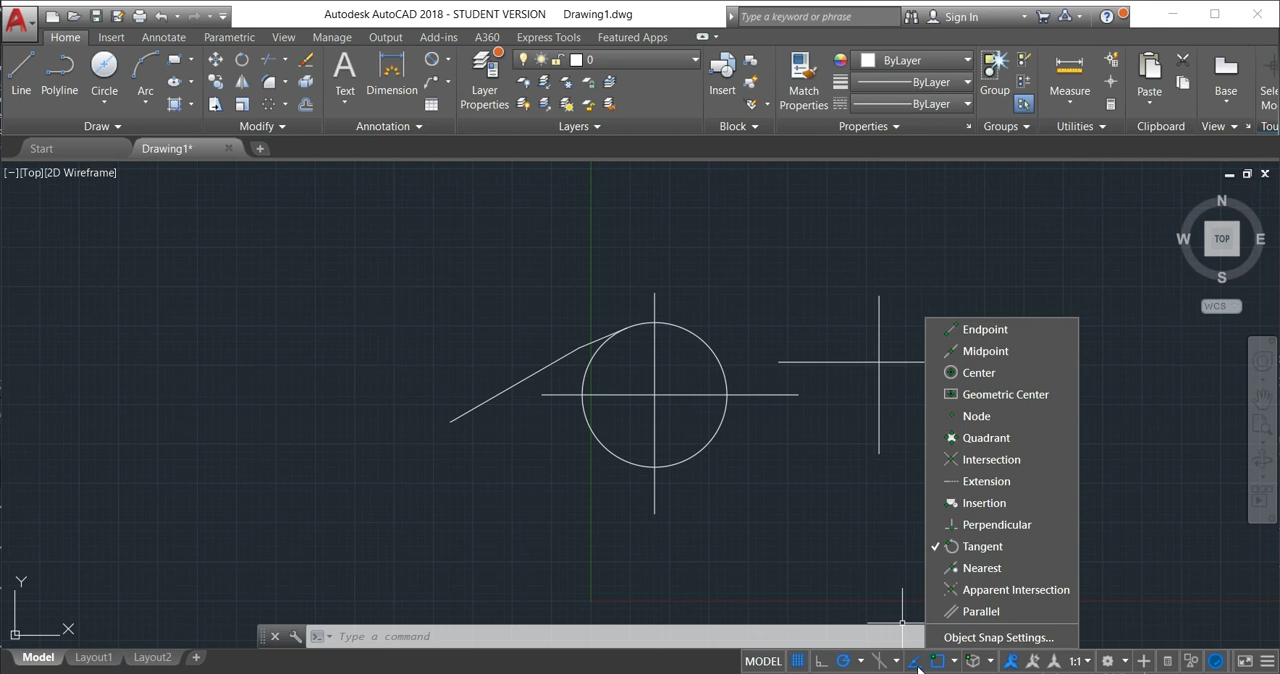 A Autodesk AutoCAD 2018 - STUDENT VERSION Drawing1.dwg Type a keyword or phrase Sign In
Home Insert Annotate Parametric View Manage Output Add-ins A360 Express Tools Featured Apps
Line Polyline Circle Arc Text Dimension Layer Properties 0 Insert Match Properties ByLayer ByLayer ByLayer Group Measure Paste Base
Draw Modify Annotation Layers Block Properties Groups Utilities Clipboard View
Start Drawing1*
[−][Top][2D Wireframe]
N
W TOP E
S
WCS
Endpoint
Midpoint
Center
Geometric Center
Node
Quadrant
Intersection
Extension
Insertion
Perpendicular
Tangent
Nearest
Apparent Intersection
Parallel
Object Snap Settings...
Y
X
Type a command
Model Layout1 Layout2 + MODEL 1:1